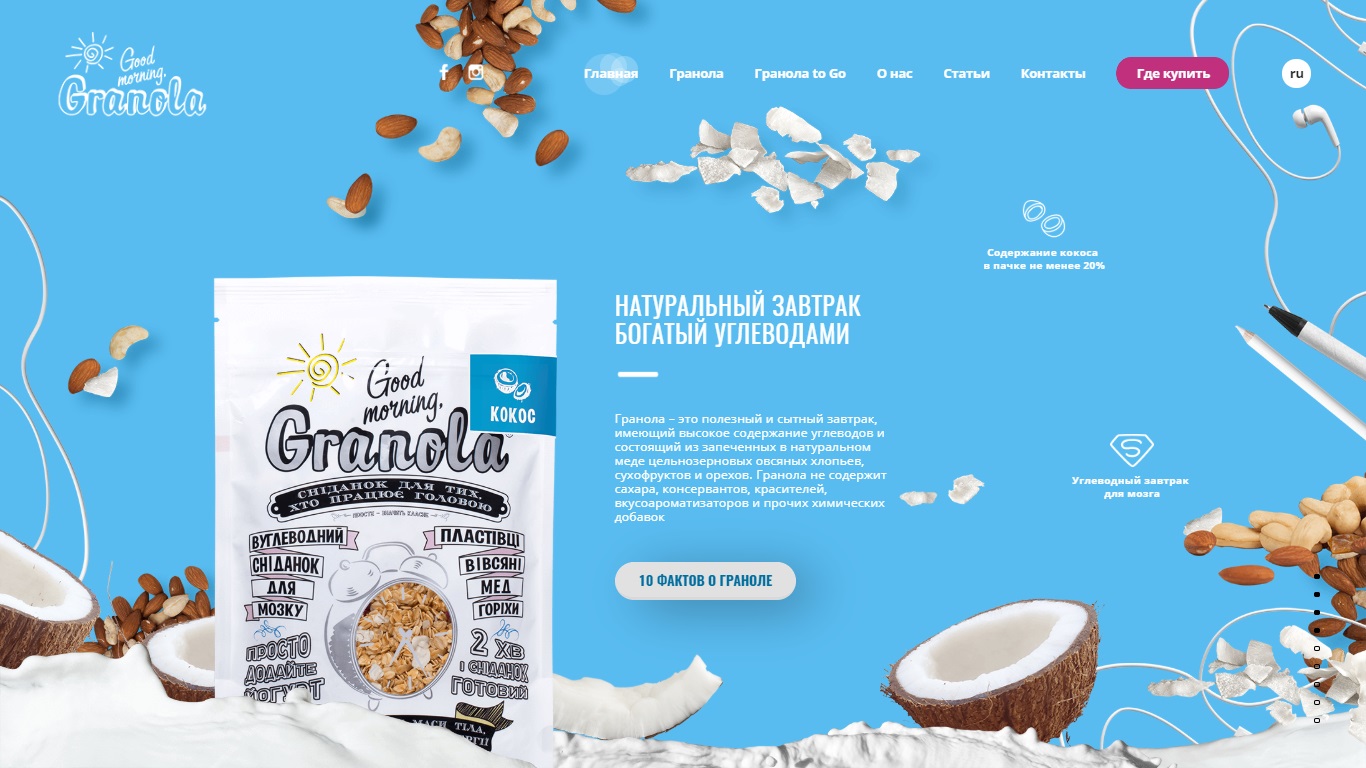 Good
morning,
Granola
Главная
Гранола
Гранола to Go
О нас
Статьи
Контакты
Где купить
ru
Содержание кокоса
в пачке не менее 20%
НАТУРАЛЬНЫЙ ЗАВТРАК
БОГАТЫЙ УГЛЕВОДАМИ
Гранола – это полезный и сытный завтрак,
имеющий высокое содержание углеводов и
состоящий из запеченных в натуральном
меде цельнозерновых овсяных хлопьев,
сухофруктов и орехов. Гранола не содержит
сахара, консервантов, красителей,
вкусоароматизаторов и прочих химических
добавок
10 ФАКТОВ О ГРАНОЛЕ
Углеводный завтрак
для мозга
Good
morning,
Granola
КОКОС
СНІДАНОК ДЛЯ ТИХ,
ХТО ПРАЦЮЄ ГОЛОВОЮ
ПРОСТО – ЗНАЧИТЬ КЛАСНО
ВУГЛЕВОДНИЙ
СНІДАНОК
ДЛЯ
МОЗКУ
ПЛАСТІВЦІ
ВІВСЯНІ
МЕД
ГОРІХИ
ПРОСТО
ДОДАЙТЕ
ЙОГУРТ
2 ХВ
І СНІДАНОК
ГОТОВИЙ
ТІЛА,